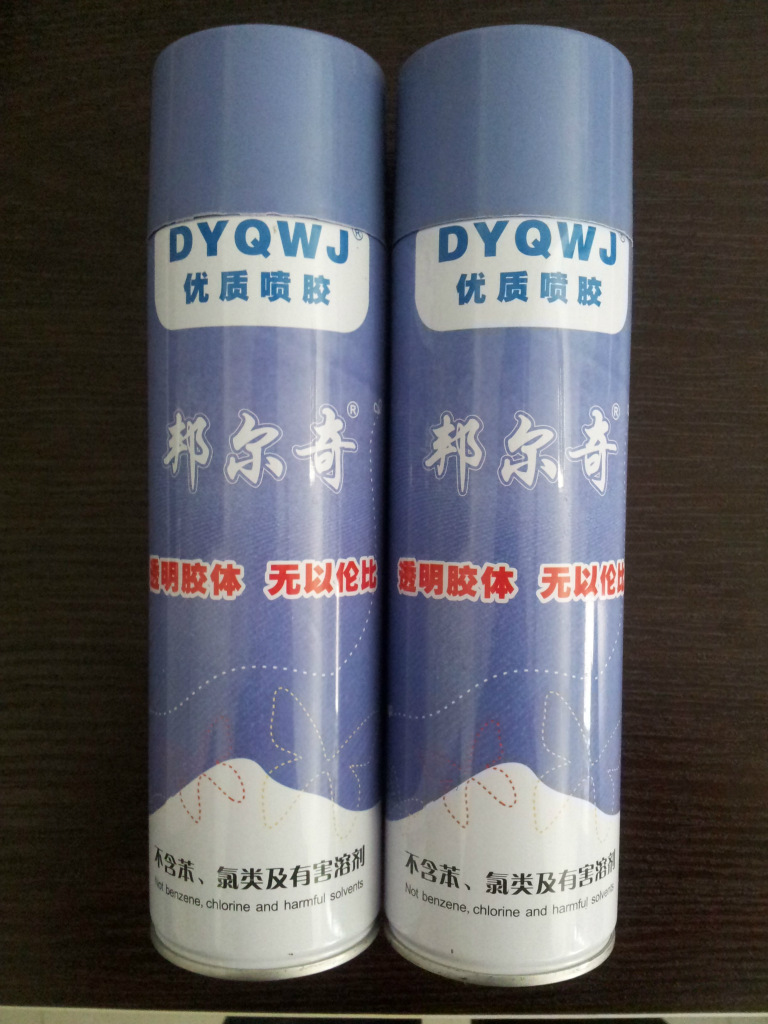 DYQWJ®
优质喷胶
邦尔奇®
透明胶体 无以伦比
不含苯、氯类及有害溶剂
Not benzene, chlorine and harmful solvents
DYQWJ®
优质喷胶
邦尔奇®
透明胶体 无以伦比
不含苯、氯类及有害溶剂
Not benzene, chlorine and harmful solvents